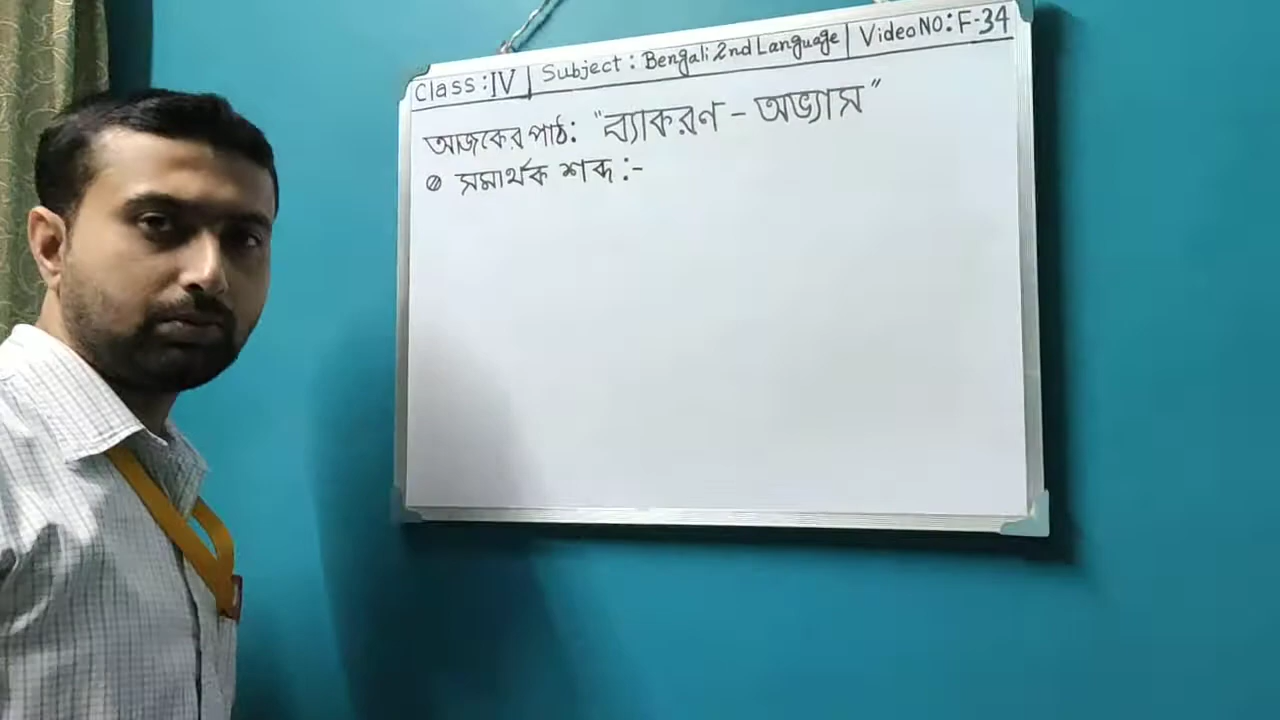 Class : IV | Subject : Bengali 2nd Language | Video NO: F-34
আজকের পাঠ: "ব্যাকরণ - অভ্যাস"
সমার্থক শব্দ :-